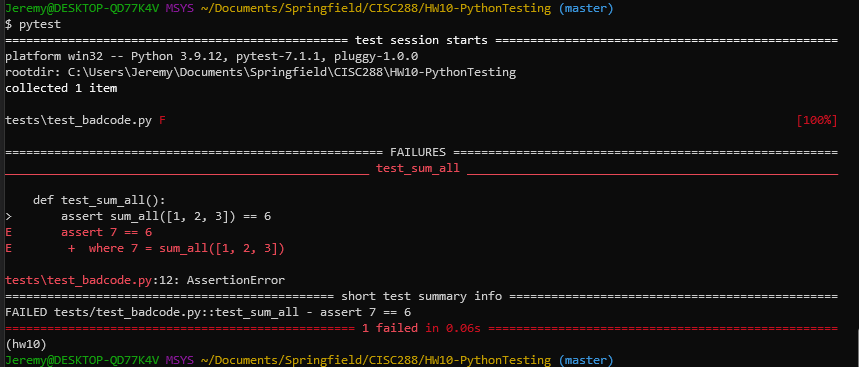 Jeremy@DESKTOP-QD77K4V MSYS ~/Documents/Springfield/CISC288/HW10-PythonTesting (master)
$ pytest
================================================= test session starts =================================================
platform win32 -- Python 3.9.12, pytest-7.1.1, pluggy-1.0.0
rootdir: C:\Users\Jeremy\Documents\Springfield\CISC288\HW10-PythonTesting
collected 1 item
tests\test_badcode.py F [100%]
====================================================== FAILURES =======================================================
____________________________________________________ test_sum_all _____________________________________________________
def test_sum_all():
> assert sum_all([1, 2, 3]) == 6
E assert 7 == 6
E + where 7 = sum_all([1, 2, 3])
tests\test_badcode.py:12: AssertionError
=============================================== short test summary info ===============================================
FAILED tests/test_badcode.py::test_sum_all - assert 7 == 6
================================================== 1 failed in 0.06s ==================================================
(hw10)
Jeremy@DESKTOP-QD77K4V MSYS ~/Documents/Springfield/CISC288/HW10-PythonTesting (master)